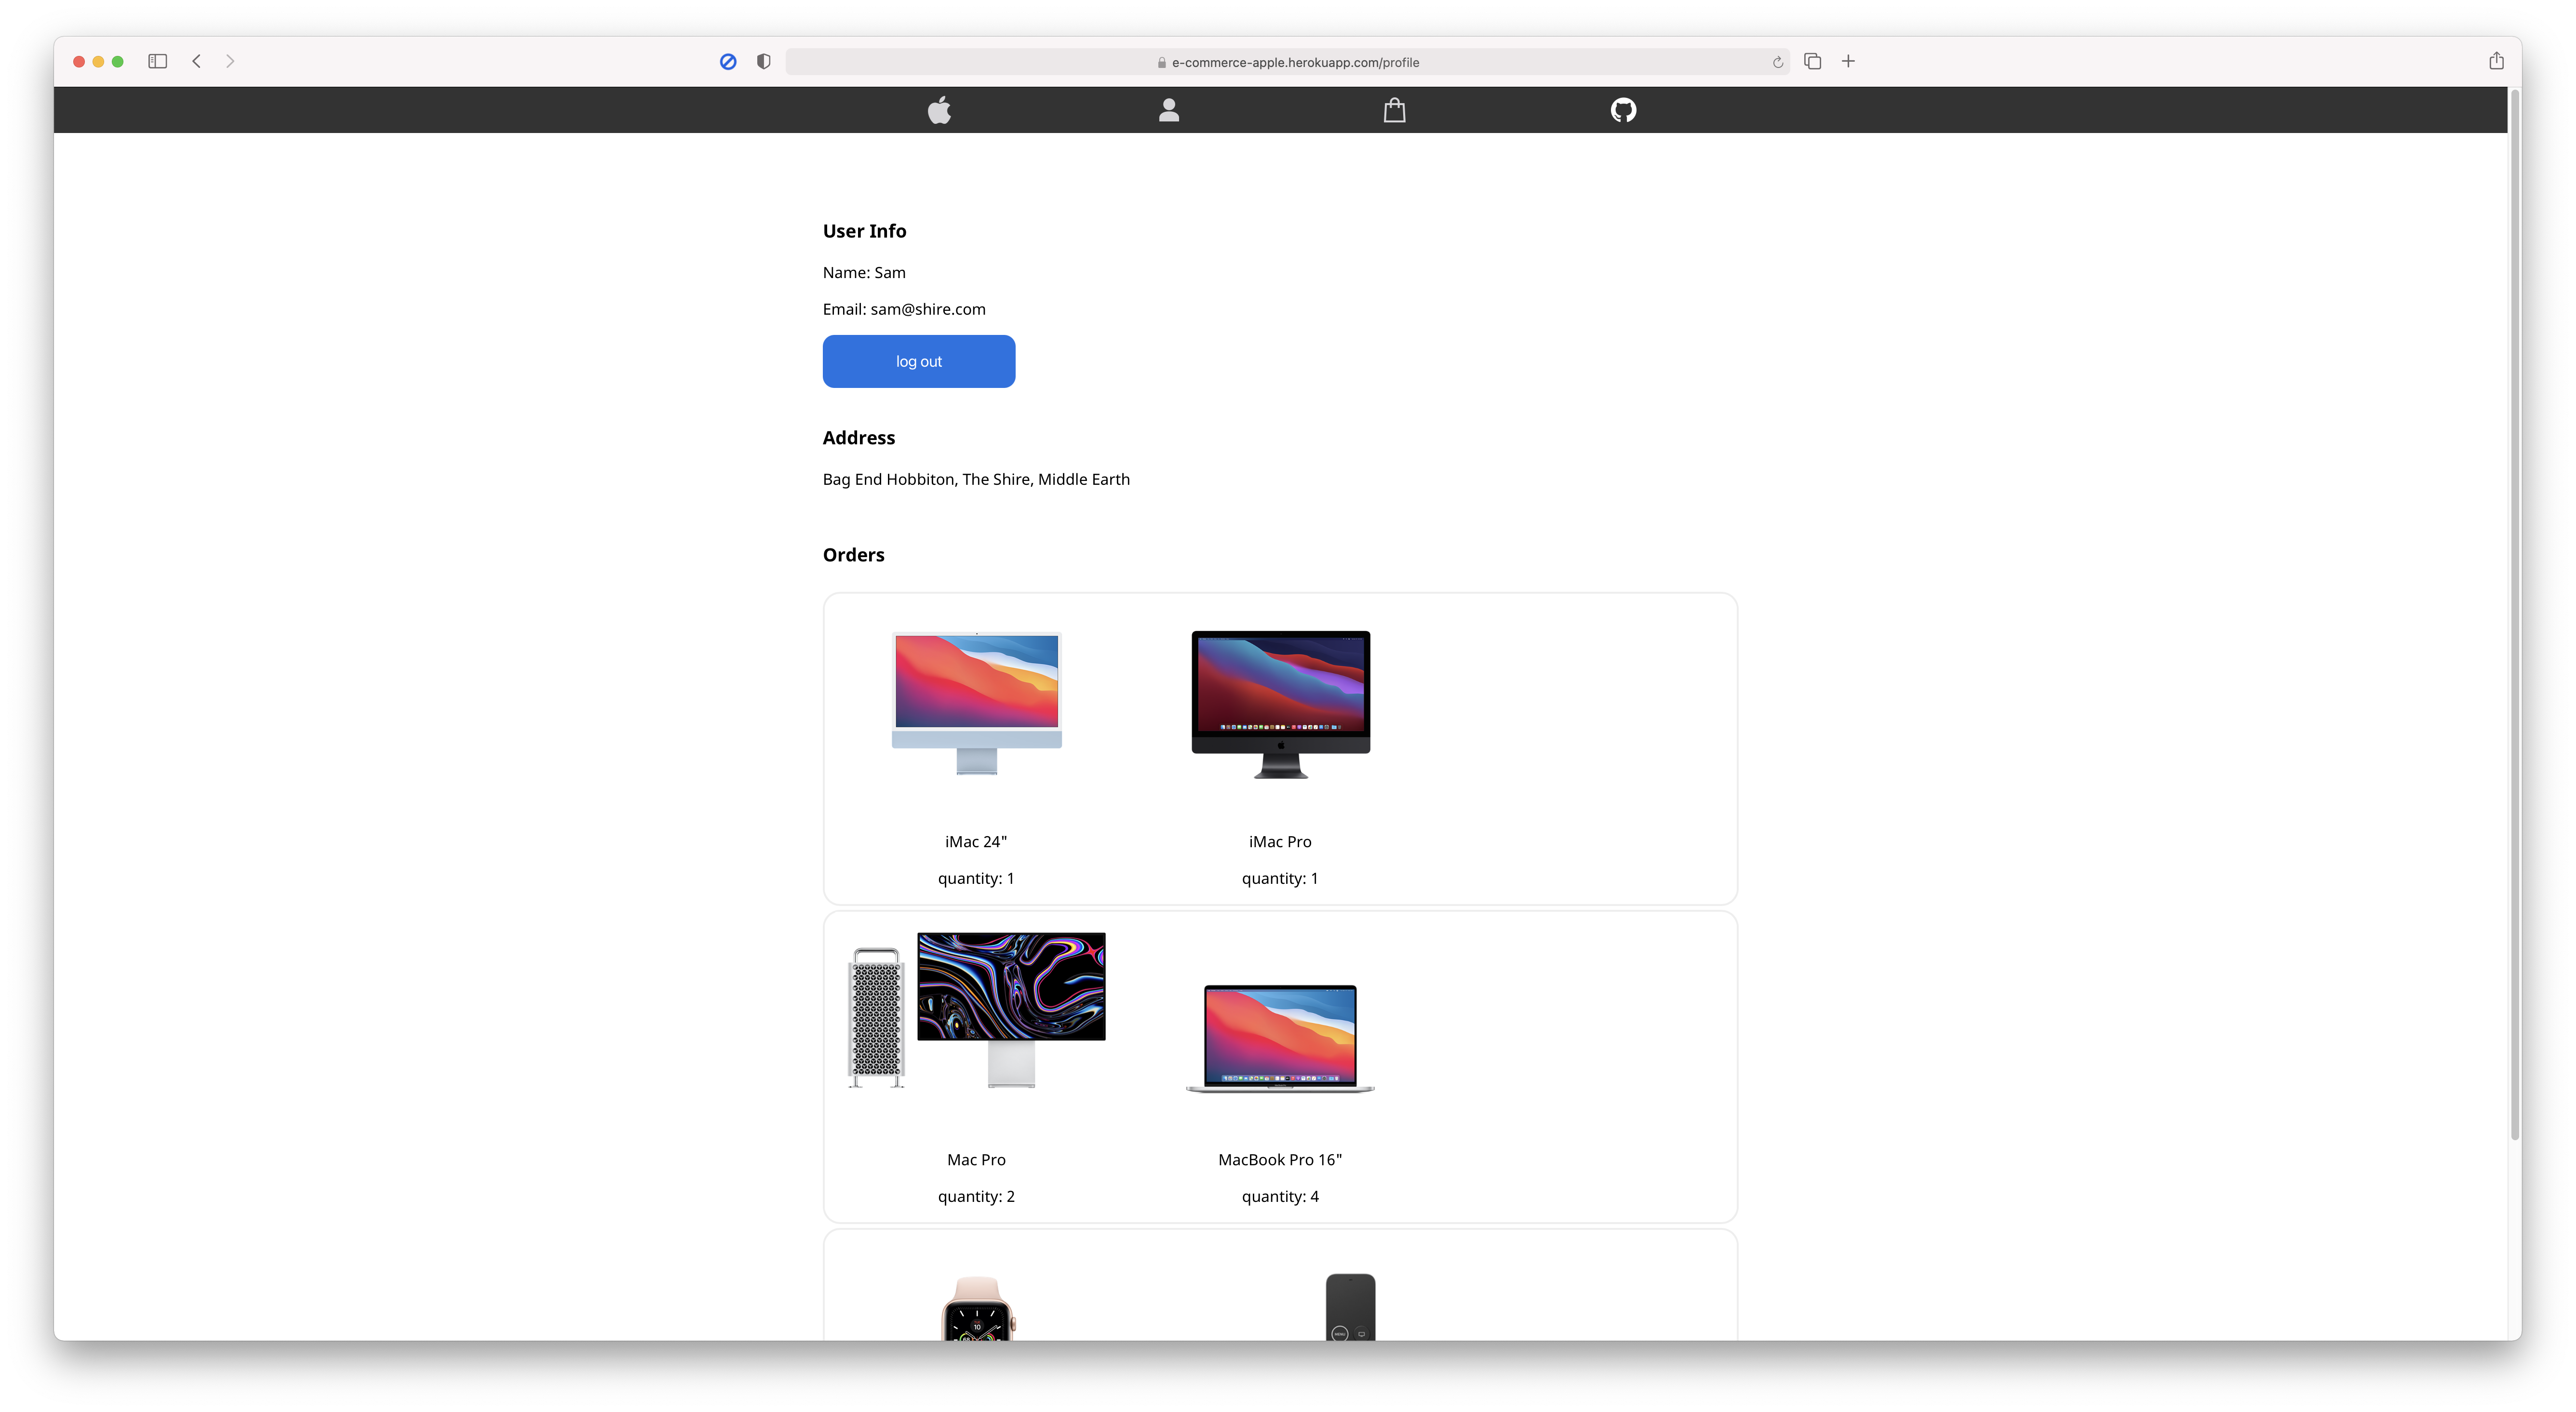 e-commerce-apple.herokuapp.com/profile
User Info
Name: Sam
Email: sam@shire.com
log out
Address
Bag End Hobbiton, The Shire, Middle Earth
Orders
iMac 24"
iMac Pro
quantity: 1
quantity: 1
Mac Pro
MacBook Pro 16"
quantity: 2
quantity: 4
10
MENU